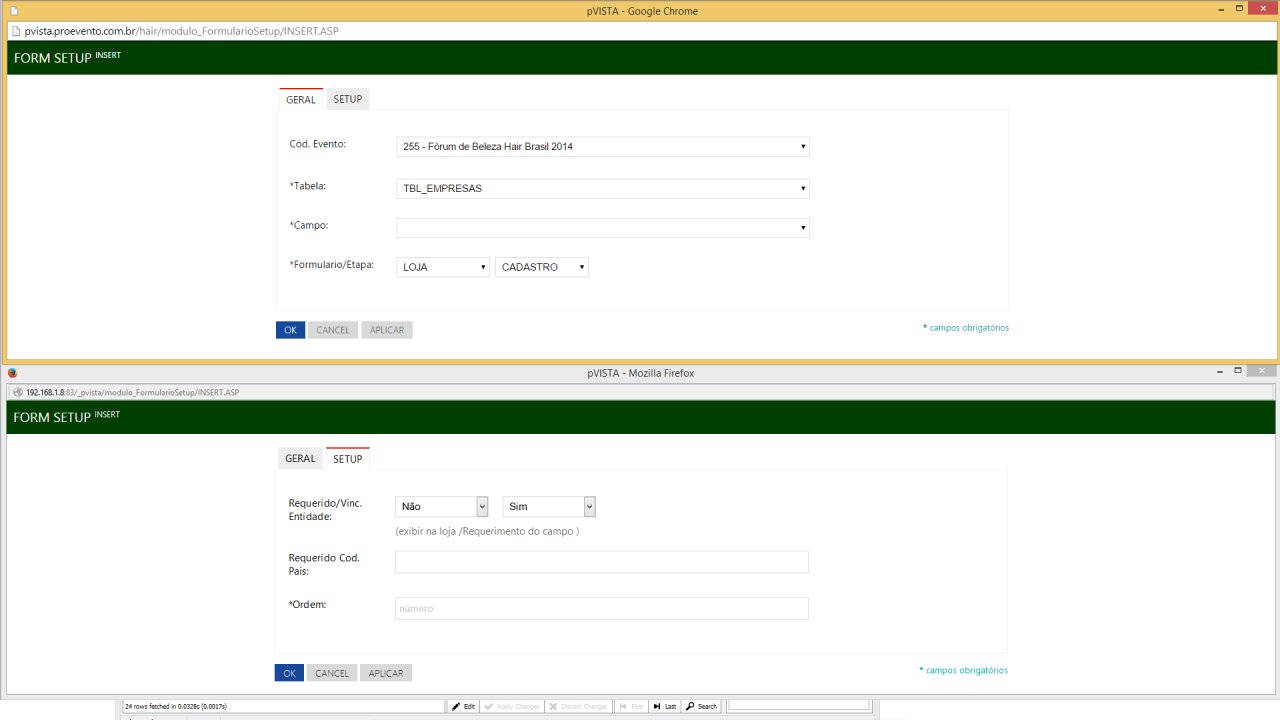 pVISTA - Google Chrome
pvista.proevento.com.br/hair/modulo_FormularioSetup/INSERT.ASP
FORM SETUP INSERT
GERAL SETUP
Cód. Evento: 255 - Fórum de Beleza Hair Brasil 2014
*Tabela: TBL_EMPRESAS
*Campo:
*Formulario/Etapa: LOJA CADASTRO
OK CANCEL APLICAR
* campos obrigatórios
pVISTA - Mozilla Firefox
192.168.1.8:83/_pvista/modulo_FormularioSetup/INSERT.ASP
FORM SETUP INSERT
GERAL SETUP
Requerido/Vinc. Não Sim
Entidade:
(exibir na loja /Requerimento do campo )
Requerido Cod.
Pais:
*Ordem: número
OK CANCEL APLICAR
* campos obrigatórios
24 rows fetched in 0.0328s (0.0017s) Edit Apply Changes Discard Changes First Last Search